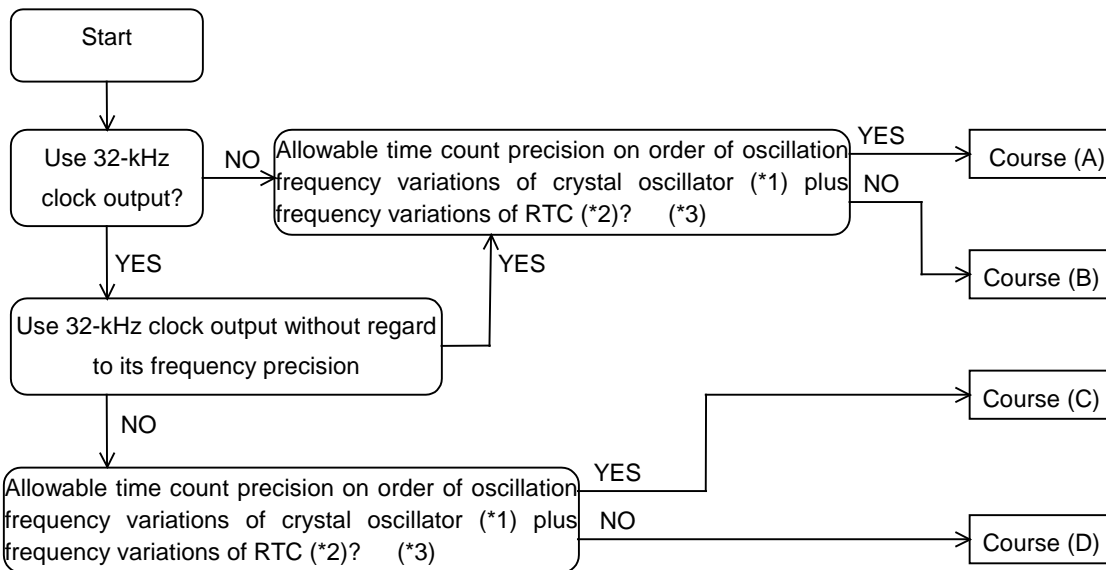 Start
Use 32-kHz
clock output?
NO
Allowable time count precision on order of oscillation
frequency variations of crystal oscillator (*1) plus
frequency variations of RTC (*2)? (*3)
YES
Course (A)
NO
Course (B)
YES
YES
Use 32-kHz clock output without regard
to its frequency precision
Course (C)
NO
Allowable time count precision on order of oscillation
frequency variations of crystal oscillator (*1) plus
frequency variations of RTC (*2)? (*3)
YES
NO
Course (D)